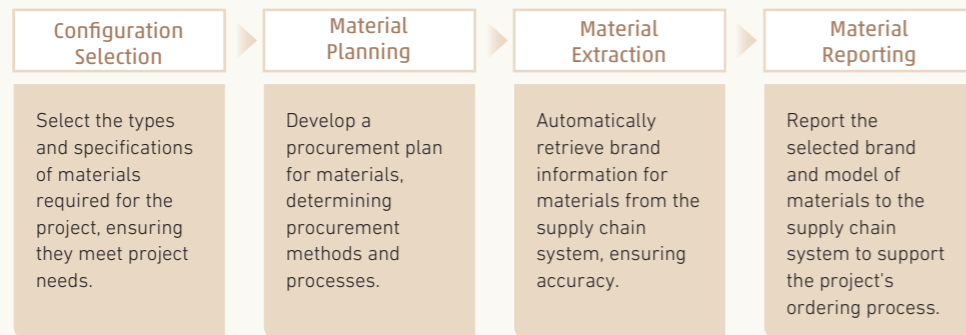 Configuration
Selection
Material
Planning
Material
Extraction
Material
Reporting
Select the types
and specifications
of materials
required for the
project, ensuring
they meet project
needs.
Develop a
procurement plan
for materials,
determining
procurement
methods and
processes.
Automatically
retrieve brand
information for
materials from the
supply chain
system, ensuring
accuracy.
Report the
selected brand
and model of
materials to the
supply chain
system to support
the project's
ordering process.